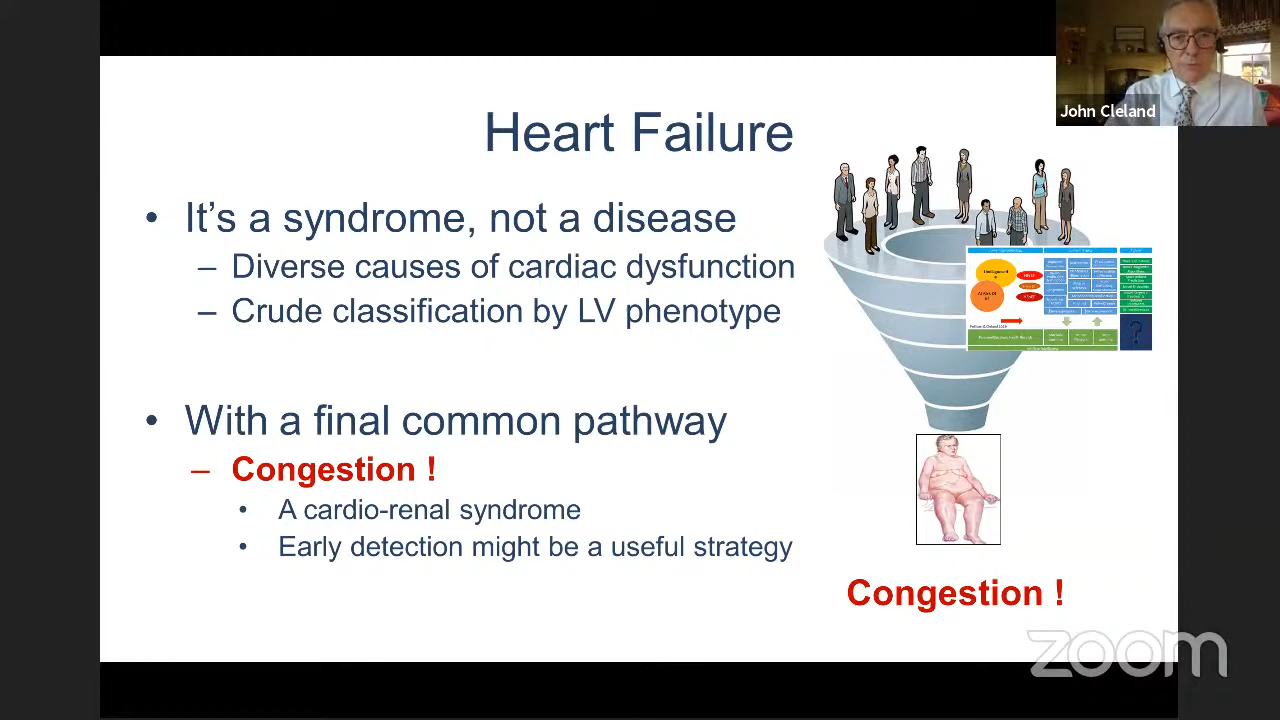 John Cleland
Heart Failure
• It's a syndrome, not a disease
– Diverse causes of cardiac dysfunction
– Crude classification by LV phenotype
• With a final common pathway
– Congestion !
• A cardio-renal syndrome
• Early detection might be a useful strategy
?
Congestion !
zoom